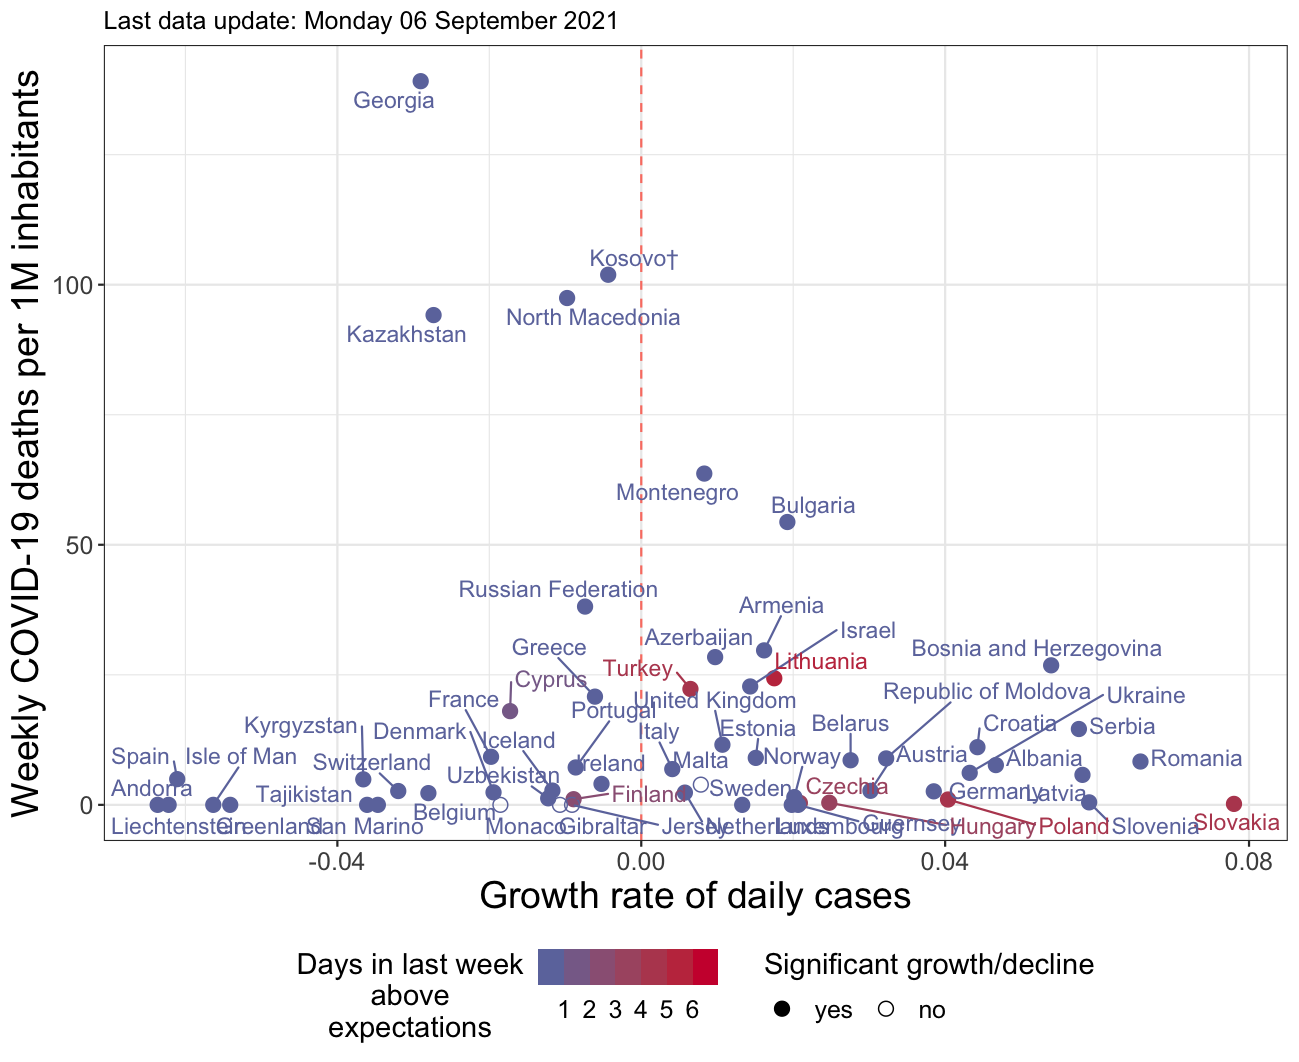 Last data update: Monday 06 September 2021
Weekly COVID-19 deaths per 1M inhabitants
100
50
0
Georgia
Kosovo†
North Macedonia
Kazakhstan
Montenegro
Bulgaria
Russian Federation
Armenia
Israel
Azerbaijan
Greece
Bosnia and Herzegovina
Lithuania
Turkey
Cyprus
Republic of Moldova
Ukraine
France
United Kingdom
Portugal
Kyrgyzstan
Denmark
Iceland
Italy
Estonia
Belarus
Croatia
Serbia
Spain
Isle of Man
Switzerland
Ireland
Malta
Norway
Austria
Albania
Romania
Uzbekistan
Andorra
Tajikistan
Finland
Sweden
Czechia
Germany
Latvia
Belgium
Liechtenstein
Greenland
San Marino
Monaco
Gibraltar
Jersey
Netherlands
Luxembourg
Guernsey
Hungary
Poland
Slovenia
Slovakia
-0.04
0.00
0.04
0.08
Growth rate of daily cases
Days in last week
above
expectations
1 2 3 4 5 6
Significant growth/decline
yes
no